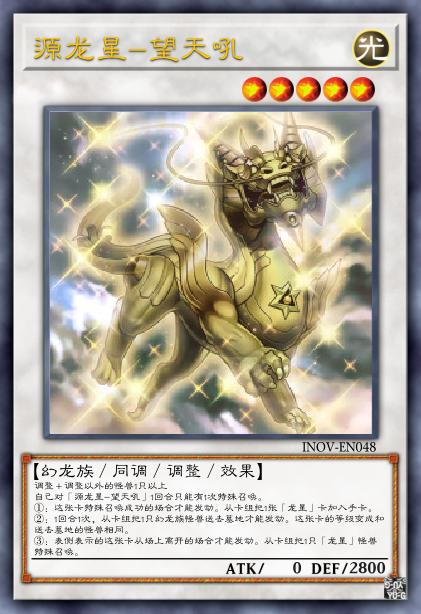 源龙星-望天吼
光
INOV-EN048
【幻龙族／同调／调整／效果】
调整＋调整以外的怪兽1只以上
自己对「源龙星-望天吼」1回合只能有1次特殊召唤。
①：这张卡特殊召唤成功的场合才能发动。从卡组把1张「龙星」卡加入手卡。
②：1回合1次，从卡组把1只幻龙族怪兽送去墓地才能发动。这张卡的等级变成和
送去墓地的怪兽相同。
③：表侧表示的这张卡从场上离开的场合才能发动。从卡组把1只「龙星」怪兽
特殊召唤。
ATK/ 0 DEF/2800